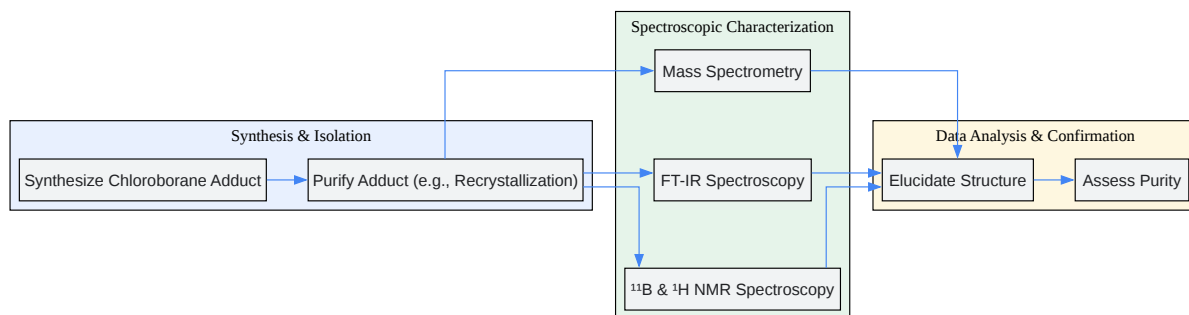 Synthesis & Isolation
Synthesize Chloroborane Adduct
Purify Adduct (e.g., Recrystallization)
Spectroscopic Characterization
Mass Spectrometry
FT-IR Spectroscopy
¹¹B & ¹H NMR Spectroscopy
Data Analysis & Confirmation
Elucidate Structure
Assess Purity